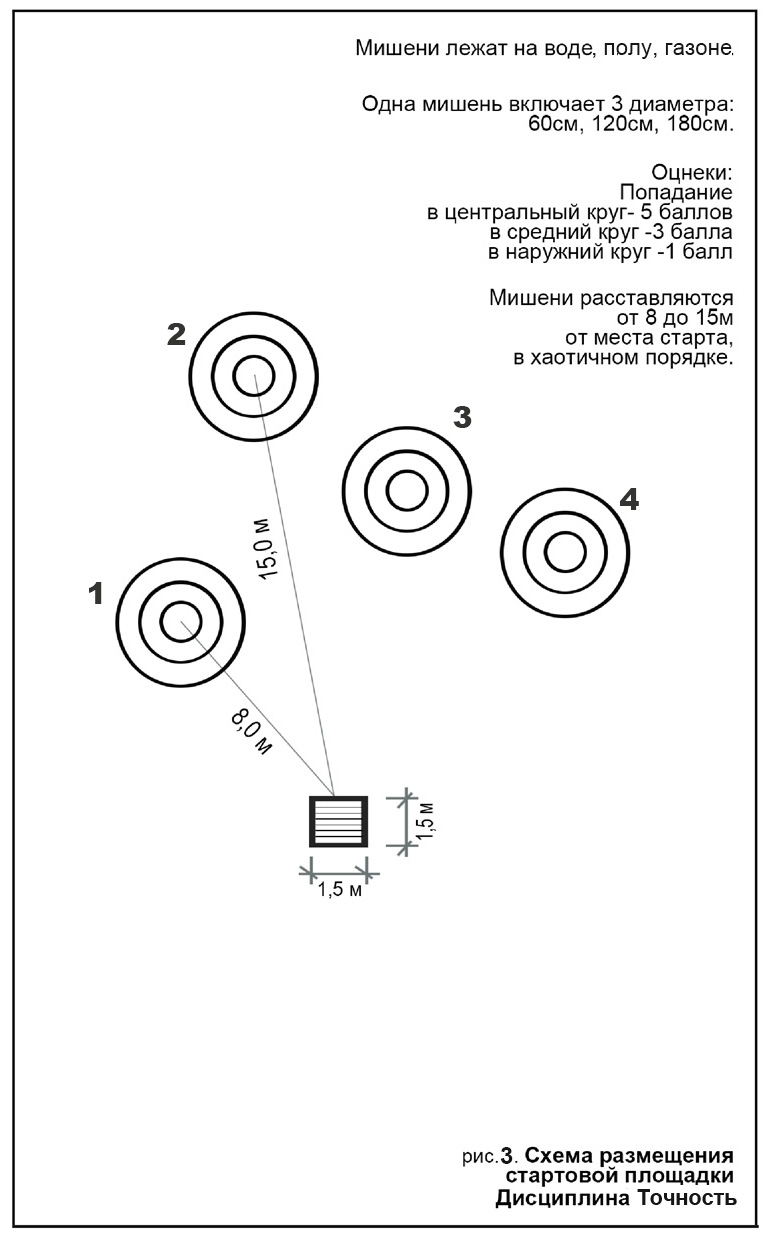 Мишени лежат на воде, полу, газоне.
Одна мишень включает 3 диаметра:
60см, 120см, 180см.
Оцнеки:
Попадание
в центральный круг- 5 баллов
в средний круг -3 балла
в наружний круг -1 балл
Мишени расставляются
от 8 до 15м
от места старта,
в хаотичном порядке.
2
3
4
15,0 м
1
8,0 м
1,5 м
1,5 м
рис.3. Схема размещения
стартовой площадки
Дисциплина Точность